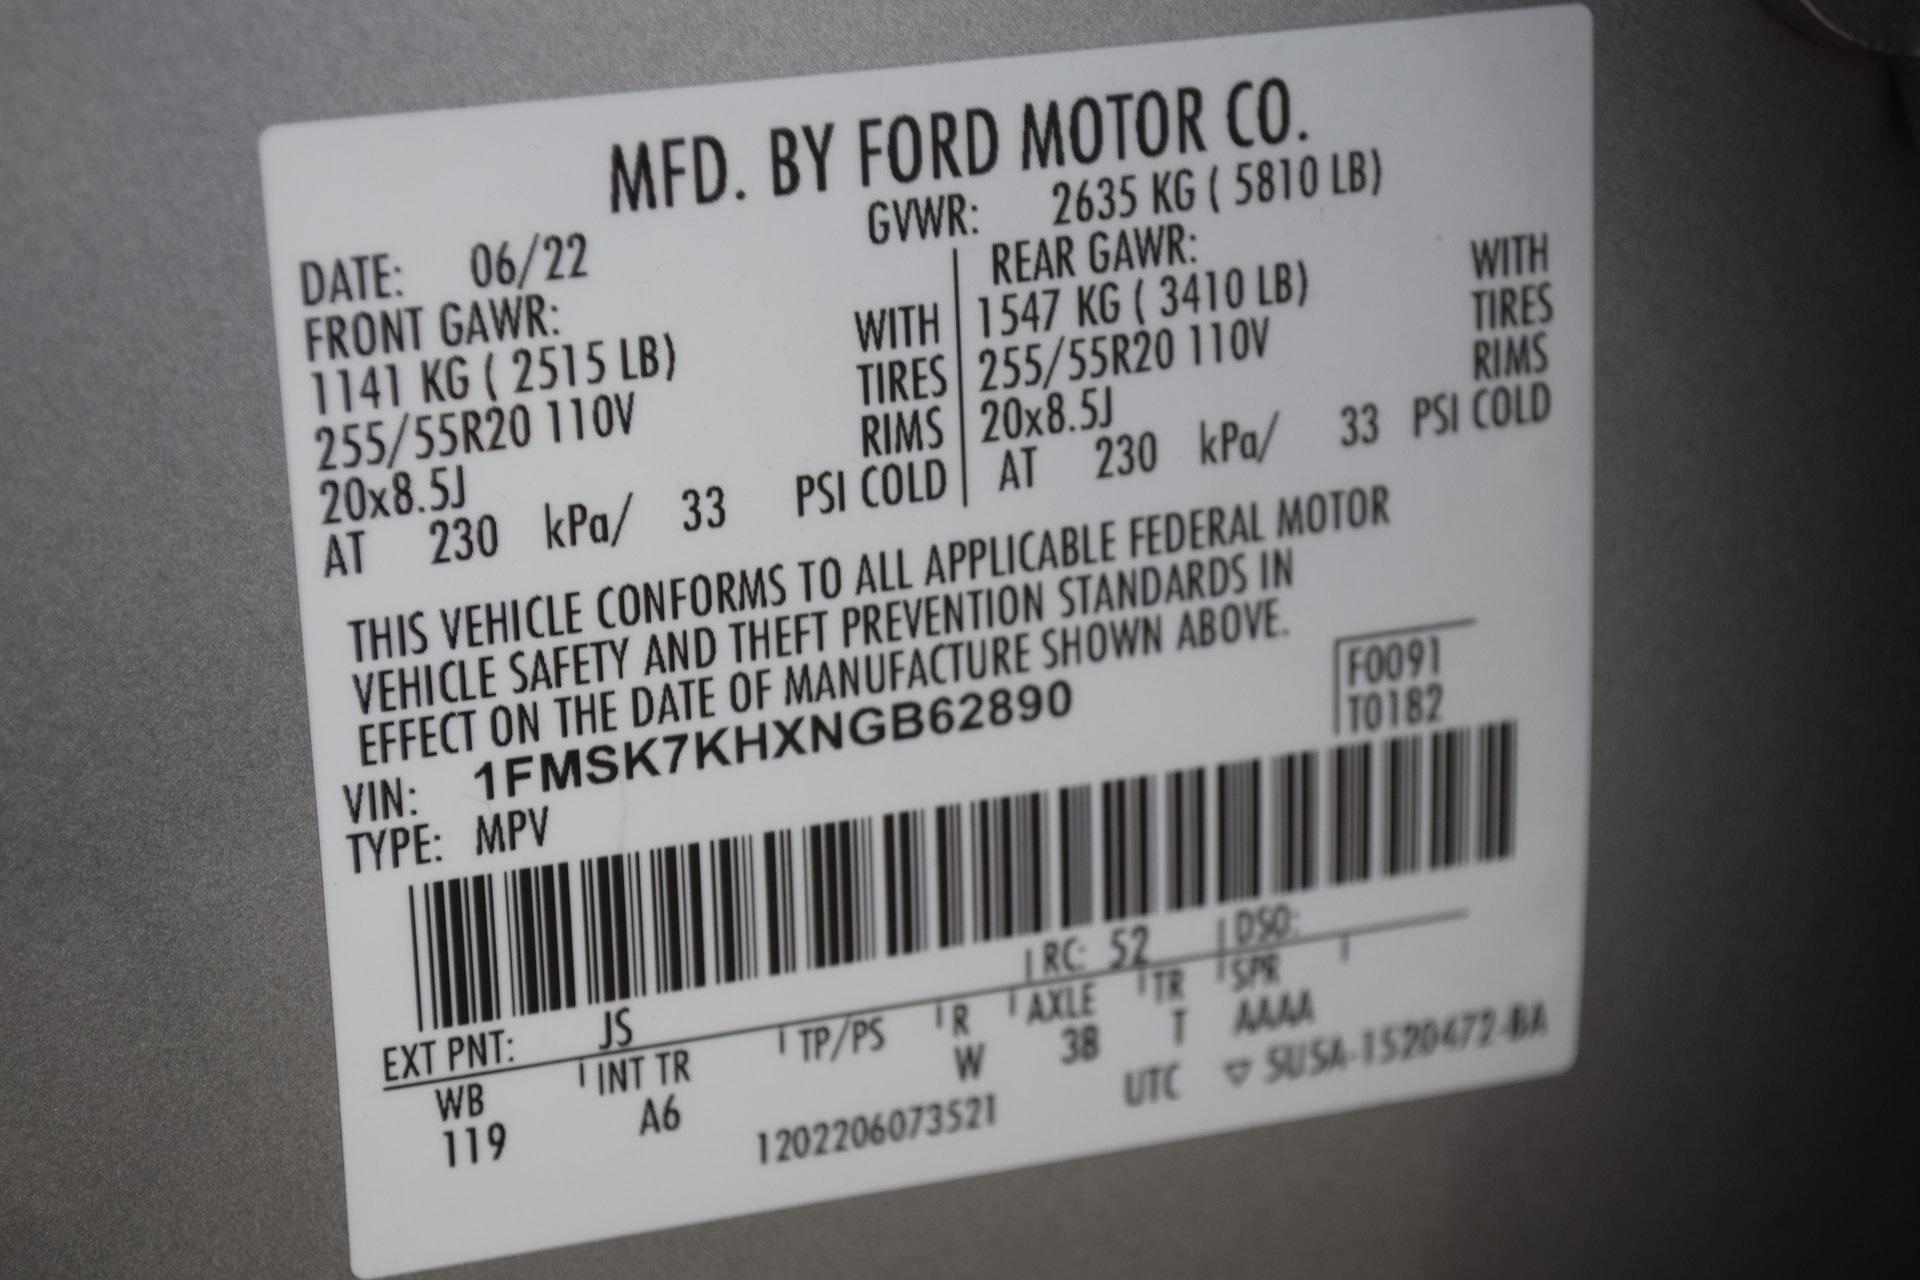 MFD. BY FORD MOTOR CO.
DATE: 06/22 GVWR: 2635 KG ( 5810 LB)
FRONT GAWR: REAR GAWR:
1141 KG ( 2515 LB) WITH 1547 KG ( 3410 LB) WITH
255/55R20 110V TIRES 255/55R20 110V TIRES
20x8.5J RIMS 20x8.5J RIMS
AT 230 kPa/ 33 PSI COLD AT 230 kPa/ 33 PSI COLD
THIS VEHICLE CONFORMS TO ALL APPLICABLE FEDERAL MOTOR
VEHICLE SAFETY AND THEFT PREVENTION STANDARDS IN
EFFECT ON THE DATE OF MANUFACTURE SHOWN ABOVE.
VIN: 1FMSK7KHXNGB62890 F0091
TYPE: MPV T0182
EXT PNT: JS RC: 52 DSO:
WB INT TR TP/PS R AXLE TR SPR
119 A6 W 3B T AAAA
1202206073521 UTC ▽ SU5A-1520472-BA